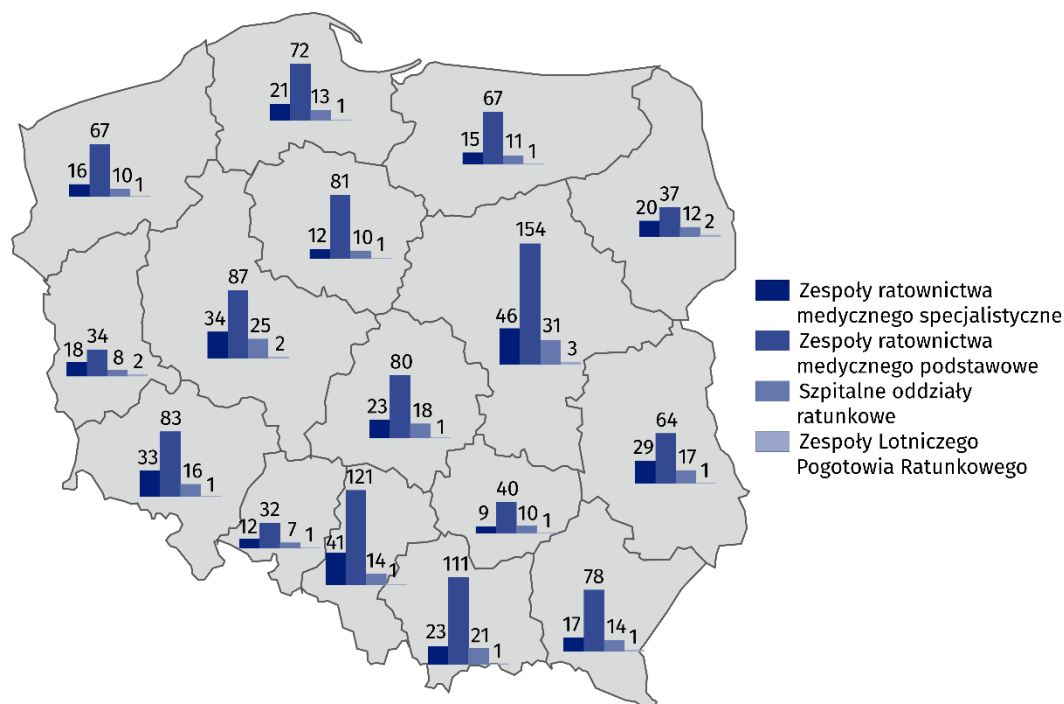 72
21 13 1
67
15 11 1
67
16 10 1
81
12 10 1
37
20 12 2
154
46 31 3
87
34 25 2
34
18 8 2
80
23 18 1
83
33 16 1
64
29 17 1
121
41 14 1
32
12 7 1
40
9 10 1
111
23 21 1
78
17 14 1
Zespoły ratownictwa
medycznego specjalistyczne
Zespoły ratownictwa
medycznego podstawowe
Szpitalne oddziały
ratunkowe
Zespoły Lotniczego
Pogotowia Ratunkowego